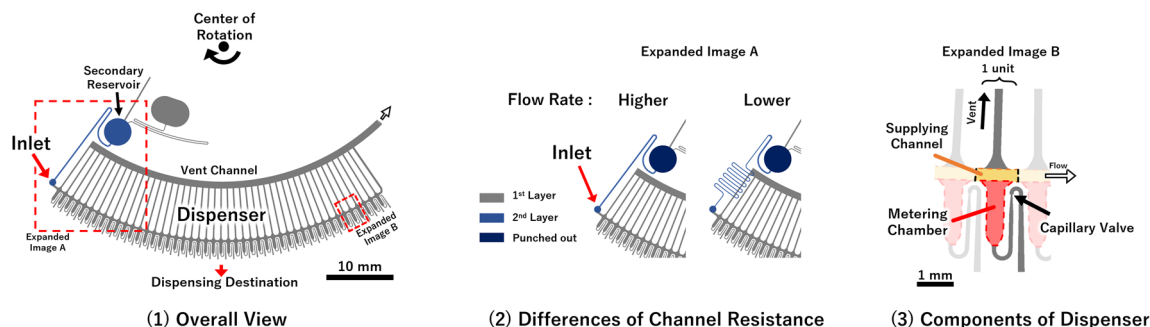 Center of
Rotation
Secondary
Reservoir
Inlet
Vent Channel
Dispenser
Expanded
Image A
Expanded
Image B
Dispensing Destination
10 mm
(1) Overall View
Expanded Image A
Flow Rate : Higher Lower
Inlet
1st Layer
2nd Layer
Punched out
(2) Differences of Channel Resistance
Expanded Image B
1 unit
Vent
Supplying
Channel
Flow
Metering
Chamber
Capillary Valve
1 mm
(3) Components of Dispenser